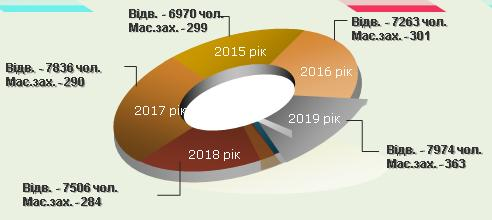 Відв. - 6970 чол.
Мас.зах. -299
2015 рік
Відв. - 7263 чол.
Мас.зах. - 301
2016 рік
Відв. - 7836 чол.
Мас.зах. -290
2017 рік
2019 рік
Відв. - 7974 чол.
Мас.зах. -363
2018 рік
Відв. - 7506 чол.
Мас.зах. - 284